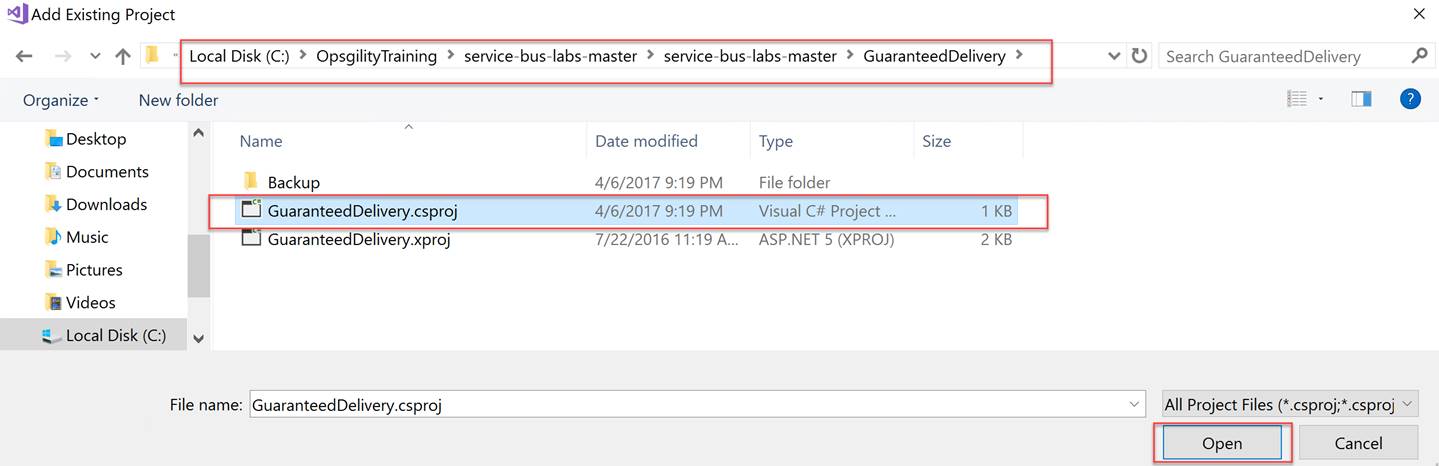 Add Existing Project
Local Disk (C:) > OpsgilityTraining > service-bus-labs-master > service-bus-labs-master > GuaranteedDelivery >
Search GuaranteedDelivery
Organize
New folder
?
Desktop
Documents
Downloads
Music
Pictures
Videos
Local Disk (C:)
Name Date modified Type Size
Backup 4/6/2017 9:19 PM File folder
GuaranteedDelivery.csproj 4/6/2017 9:19 PM Visual C# Project ... 1 KB
GuaranteedDelivery.xproj 7/22/2016 11:19 A... ASP.NET 5 (XPROJ) 2 KB
File name: GuaranteedDelivery.csproj
All Project Files (*.csproj;*.csproj
Open
Cancel